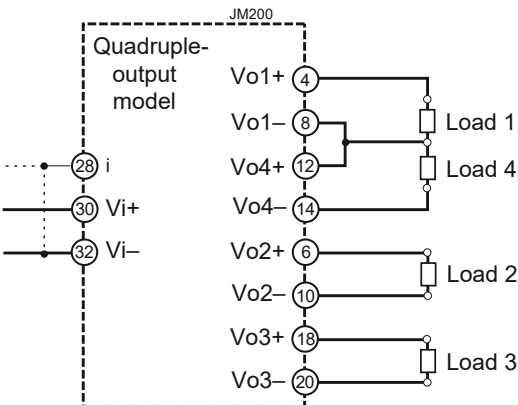 JM200
Quadruple-
output
model
Vo1+ 4
Vo1– 8
Load 1
Vo4+ 12
Load 4
28 i
Vo4– 14
30 Vi+
32 Vi–
Vo2+ 6
Load 2
Vo2– 10
Vo3+ 18
Load 3
Vo3– 20